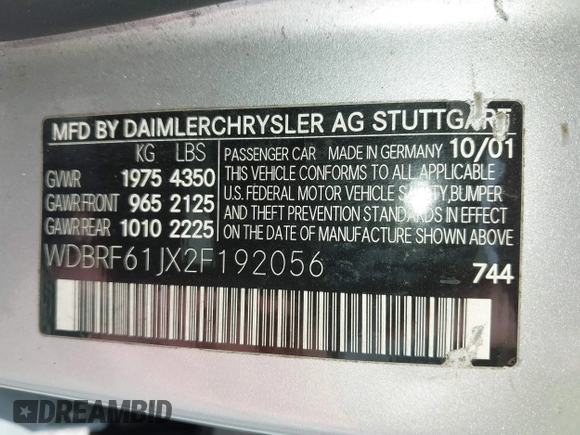 MFD BY DAIMLERCHRYSLER AG STUTTGART
KG LBS
GVWR 1975 4350
GAWR FRONT 965 2125
GAWR REAR 1010 2225
PASSENGER CAR MADE IN GERMANY 10/01
THIS VEHICLE CONFORMS TO ALL APPLICABLE
U.S. FEDERAL MOTOR VEHICLE SAFETY,BUMPER
AND THEFT PREVENTION STANDARDS IN EFFECT
ON THE DATE OF MANUFACTURE SHOWN ABOVE
WDBRF61JX2F192056
744
DREAMBID